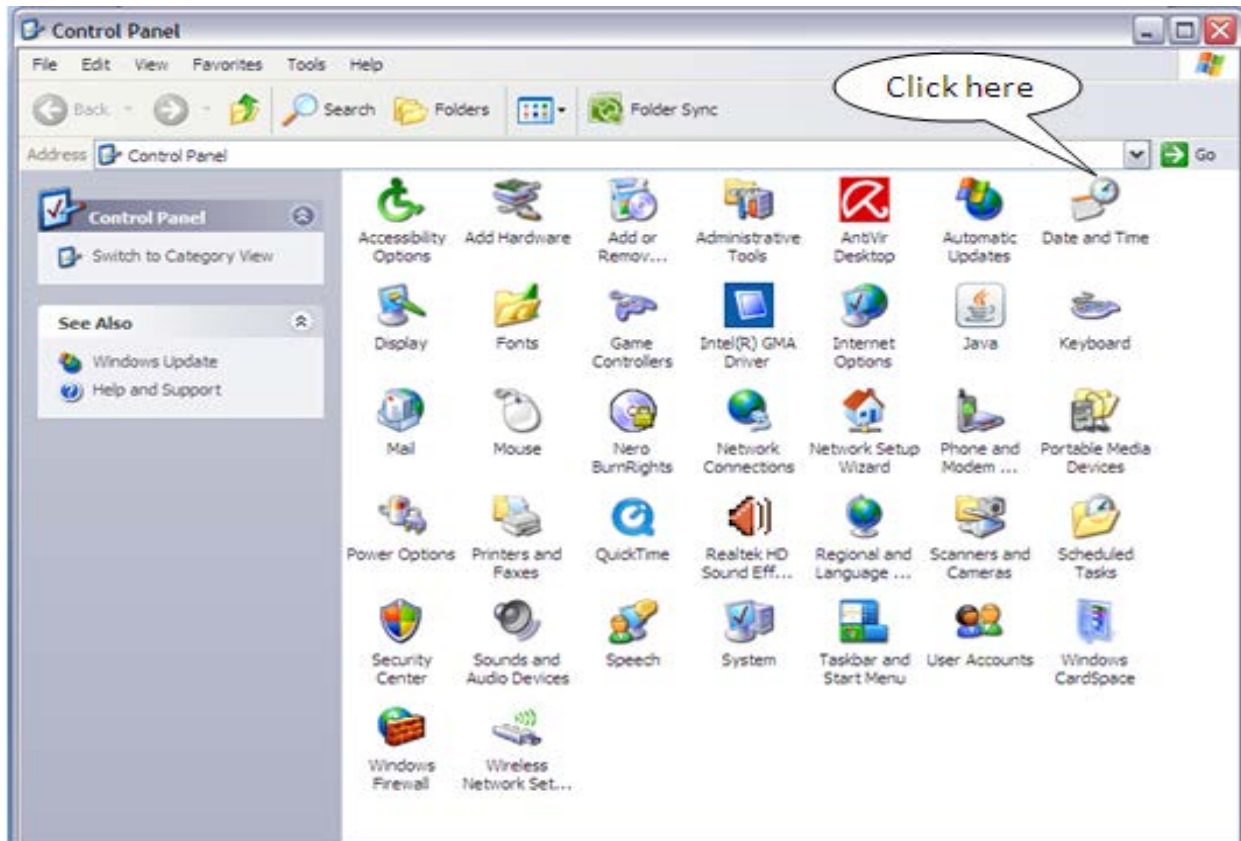 Control Panel
File Edit View Favorites Tools Help
Click here
Back Search Folders Folder Sync
Address Control Panel Go
Control Panel
Switch to Category View
See Also
Windows Update
Help and Support
Accessibility Add Hardware Add or Administrative AntiVir Automatic Date and Time
Options Remov... Tools Desktop Updates
Display Fonts Game Intel(R) GMA Internet Java Keyboard
Controllers Driver Options
Mail Mouse Nero Network Network Setup Phone and Portable Media
BurnRights Connections Wizard Modem ... Devices
Power Options Printers and QuickTime Realtek HD Regional and Scanners and Scheduled
Faxes Sound Eff... Language ... Cameras Tasks
Security Sounds and Speech System Taskbar and User Accounts Windows
Center Audio Devices Start Menu CardSpace
Windows Wireless
Firewall Network Set...